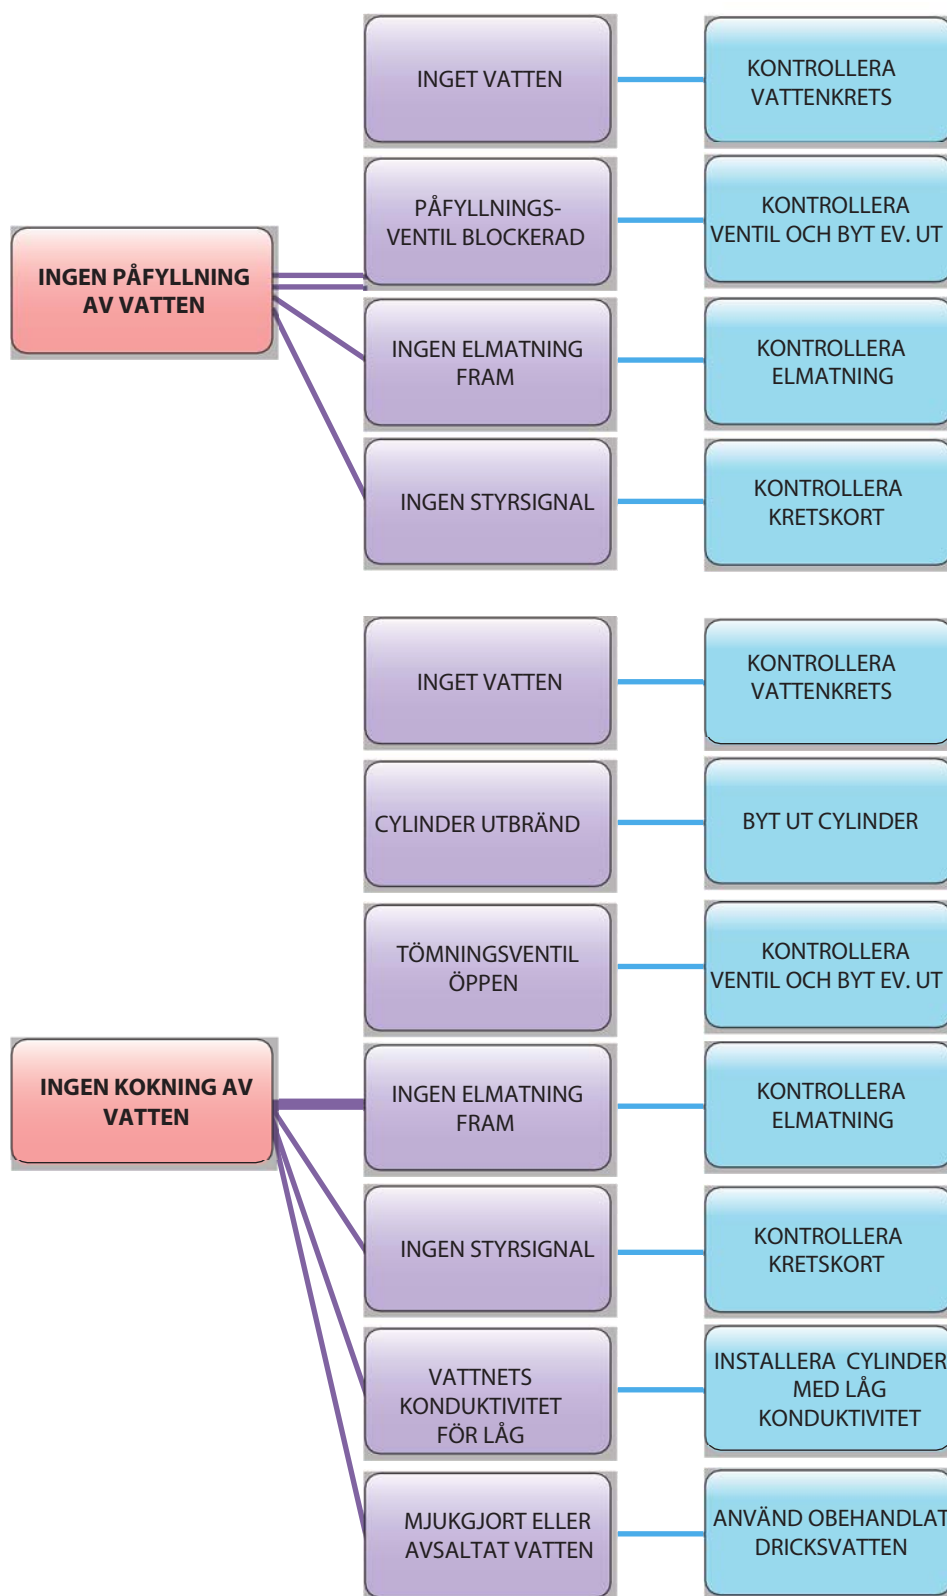 INGET VATTEN
KONTROLLERA
VATTENKRETS
PÅFYLLNINGS-
VENTIL BLOCKERAD
KONTROLLERA
VENTIL OCH BYT EV. UT
INGEN PÅFYLLNING
AV VATTEN
INGEN ELMATNING
FRAM
KONTROLLERA
ELMATNING
INGEN STYRSIGNAL
KONTROLLERA
KRETSKORT
INGET VATTEN
KONTROLLERA
VATTENKRETS
CYLINDER UTBRÄND
BYT UT CYLINDER
TÖMNINGSVENTIL
ÖPPEN
KONTROLLERA
VENTIL OCH BYT EV. UT
INGEN KOKNING AV
VATTEN
INGEN ELMATNING
FRAM
KONTROLLERA
ELMATNING
INGEN STYRSIGNAL
KONTROLLERA
KRETSKORT
VATTNETS
KONDUKTIVITET
FÖR LÅG
INSTALLERA CYLINDER
MED LÅG
KONDUKTIVITET
MJUKGJORT ELLER
AVSALTAT VATTEN
ANVÄND OBEHANDLAT
DRICKSVATTEN